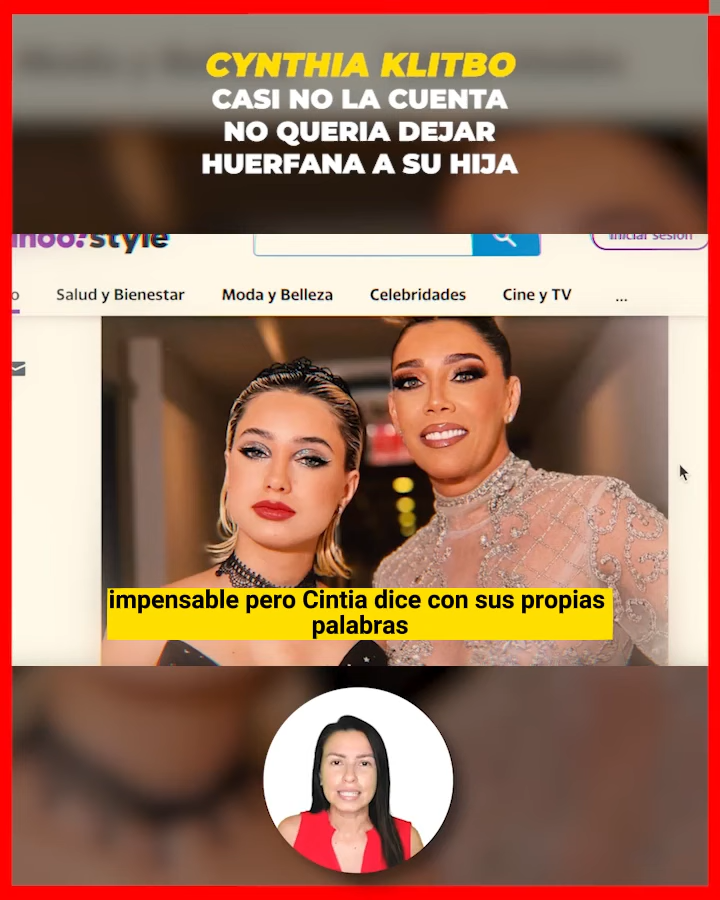 CYNTHIA KLITBO
CASI NO LA CUENTA
NO QUERIA DEJAR
HUERFANA A SU HIJA
style
Iniciar sesión
Salud y Bienestar Moda y Belleza Celebridades Cine y TV ...
impensable pero Cintia dice con sus propias
palabras